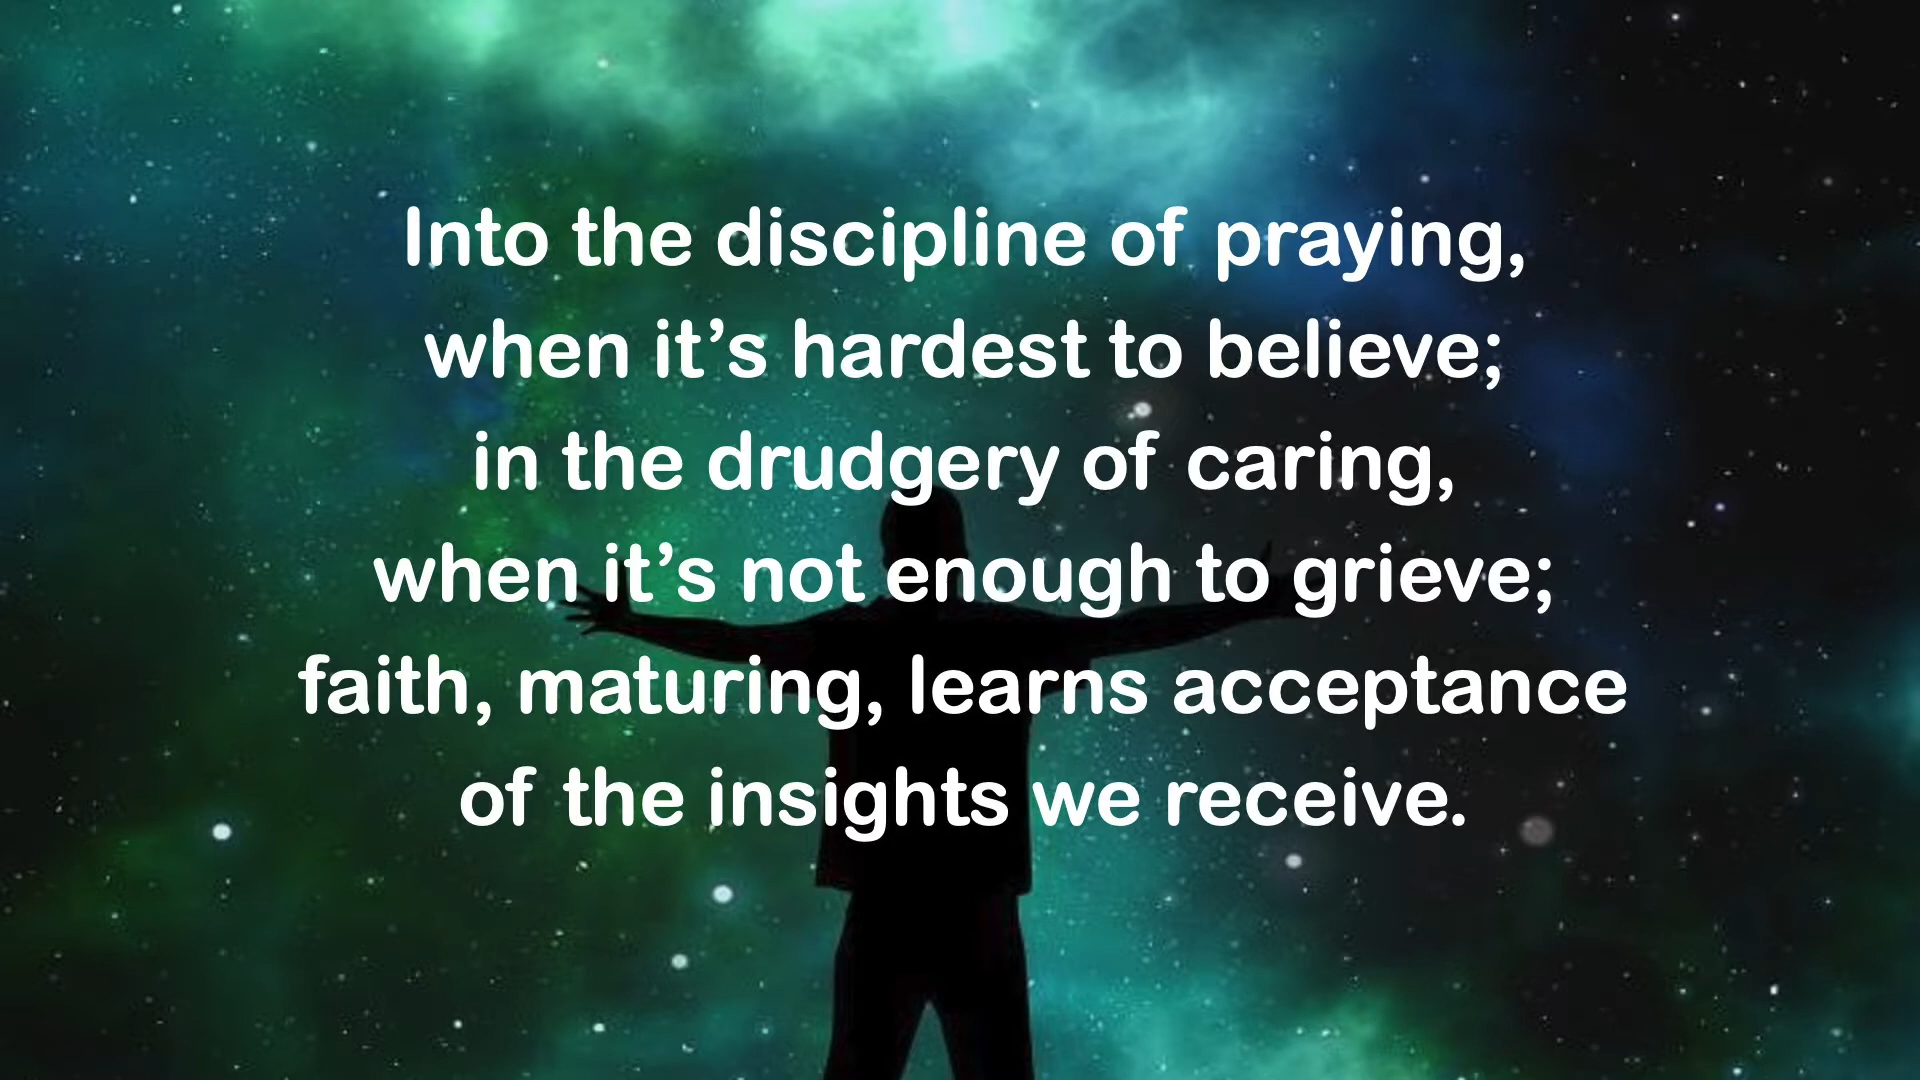 Into the discipline of praying,
when it’s hardest to believe;
in the drudgery of caring,
when it’s not enough to grieve;
faith, maturing, learns acceptance
of the insights we receive.